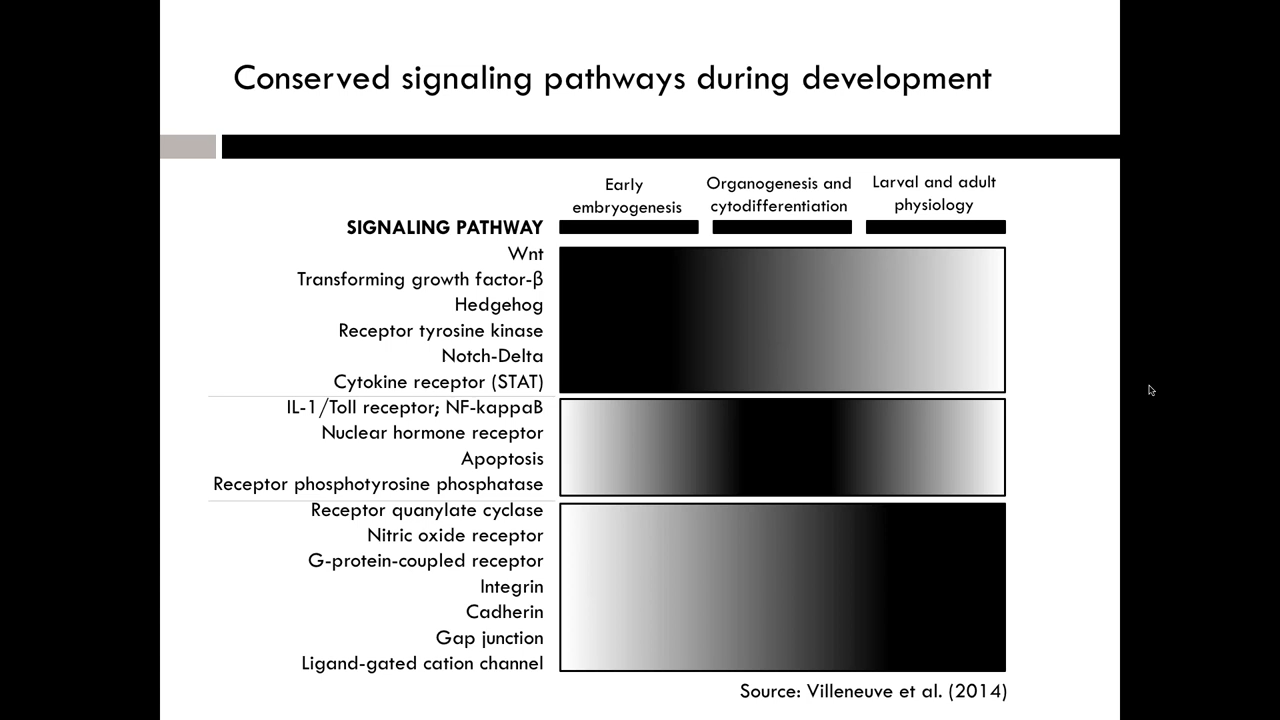 Conserved signaling pathways during development
Early
embryogenesis
Organogenesis and
cytodifferentiation
Larval and adult
physiology
SIGNALING PATHWAY
Wnt
Transforming growth factor-β
Hedgehog
Receptor tyrosine kinase
Notch-Delta
Cytokine receptor (STAT)
IL-1/Toll receptor; NF-kappaB
Nuclear hormone receptor
Apoptosis
Receptor phosphotyrosine phosphatase
Receptor quanylate cyclase
Nitric oxide receptor
G-protein-coupled receptor
Integrin
Cadherin
Gap junction
Ligand-gated cation channel
Source: Villeneuve et al. (2014)